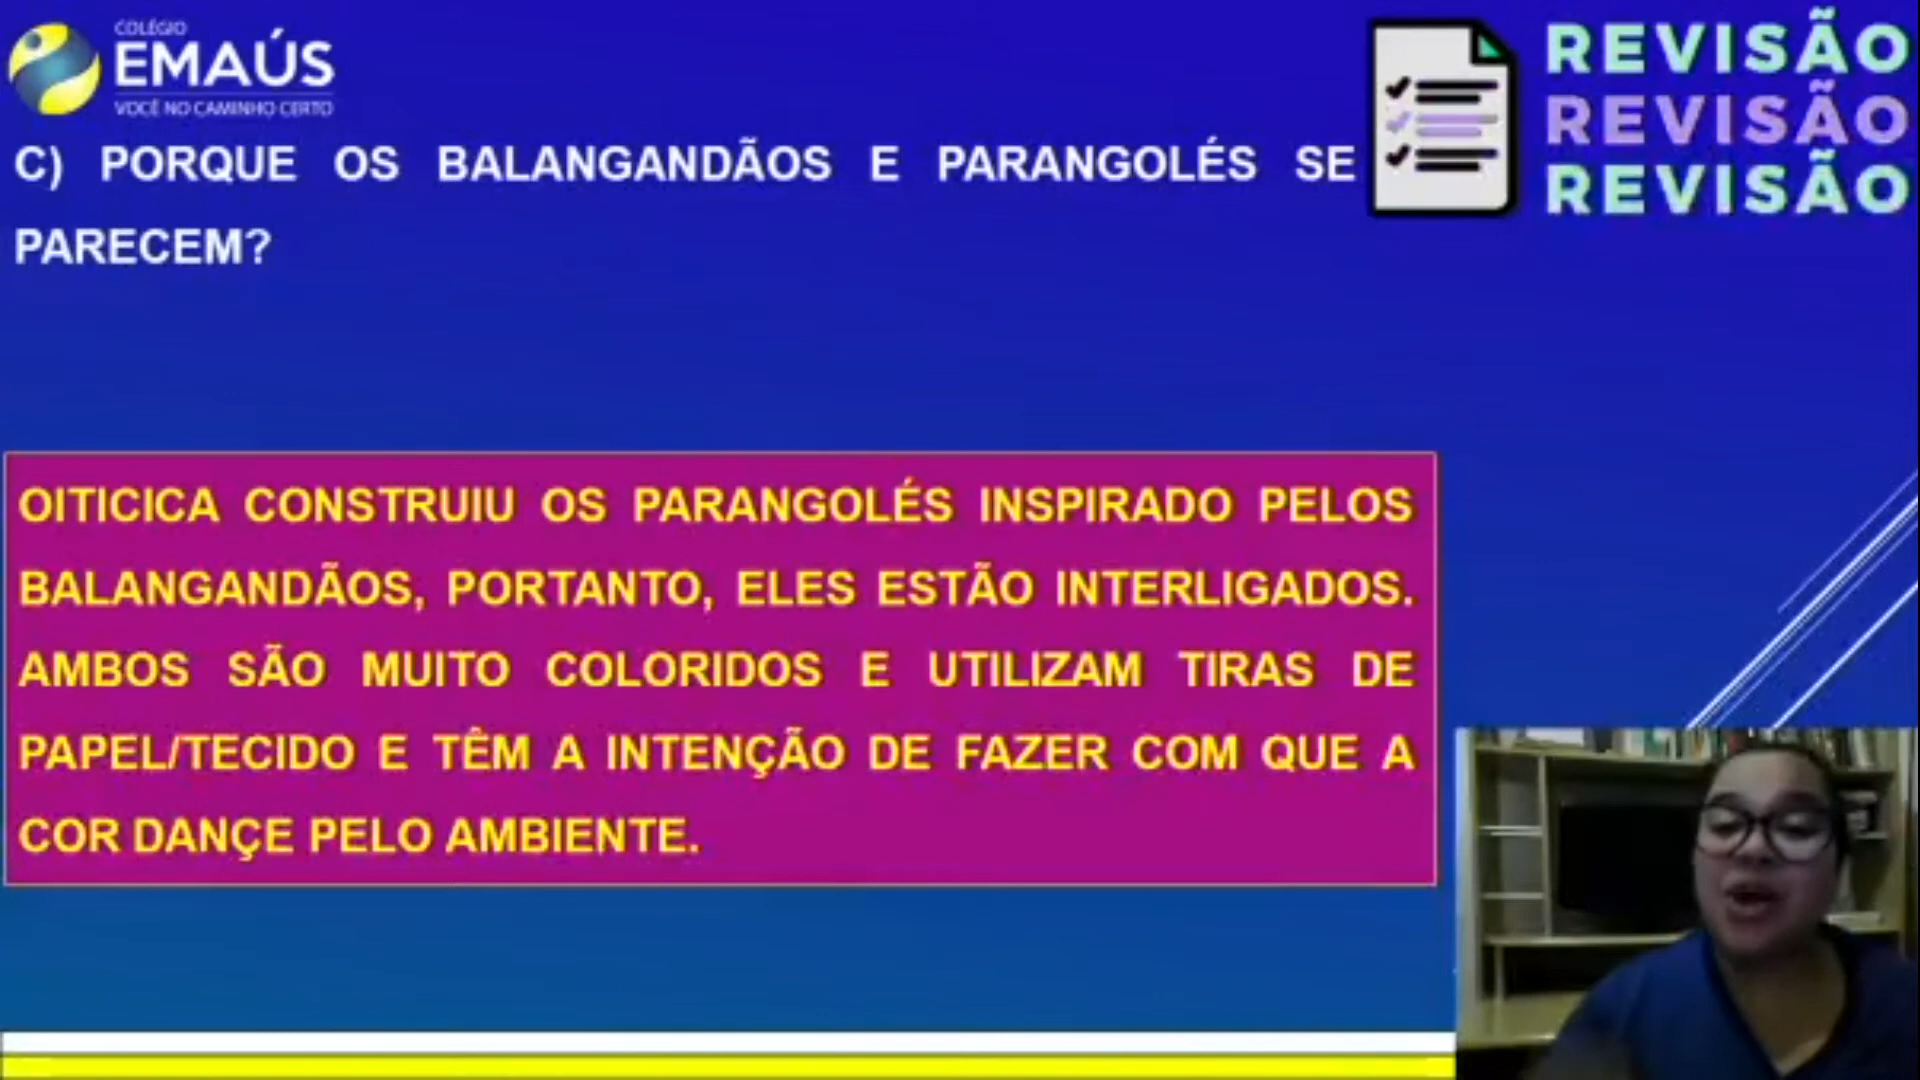 COLÉGIO
EMAÚS
VOCÊ NO CAMINHO CERTO
REVISÃO
REVISÃO
REVISÃO
C) PORQUE OS BALANGANDÃOS E PARANGOLÉS SE
PARECEM?
OITICICA CONSTRUIU OS PARANGOLÉS INSPIRADO PELOS
BALANGANDÃOS, PORTANTO, ELES ESTÃO INTERLIGADOS.
AMBOS SÃO MUITO COLORIDOS E UTILIZAM TIRAS DE
PAPEL/TECIDO E TÊM A INTENÇÃO DE FAZER COM QUE A
COR DANÇE PELO AMBIENTE.